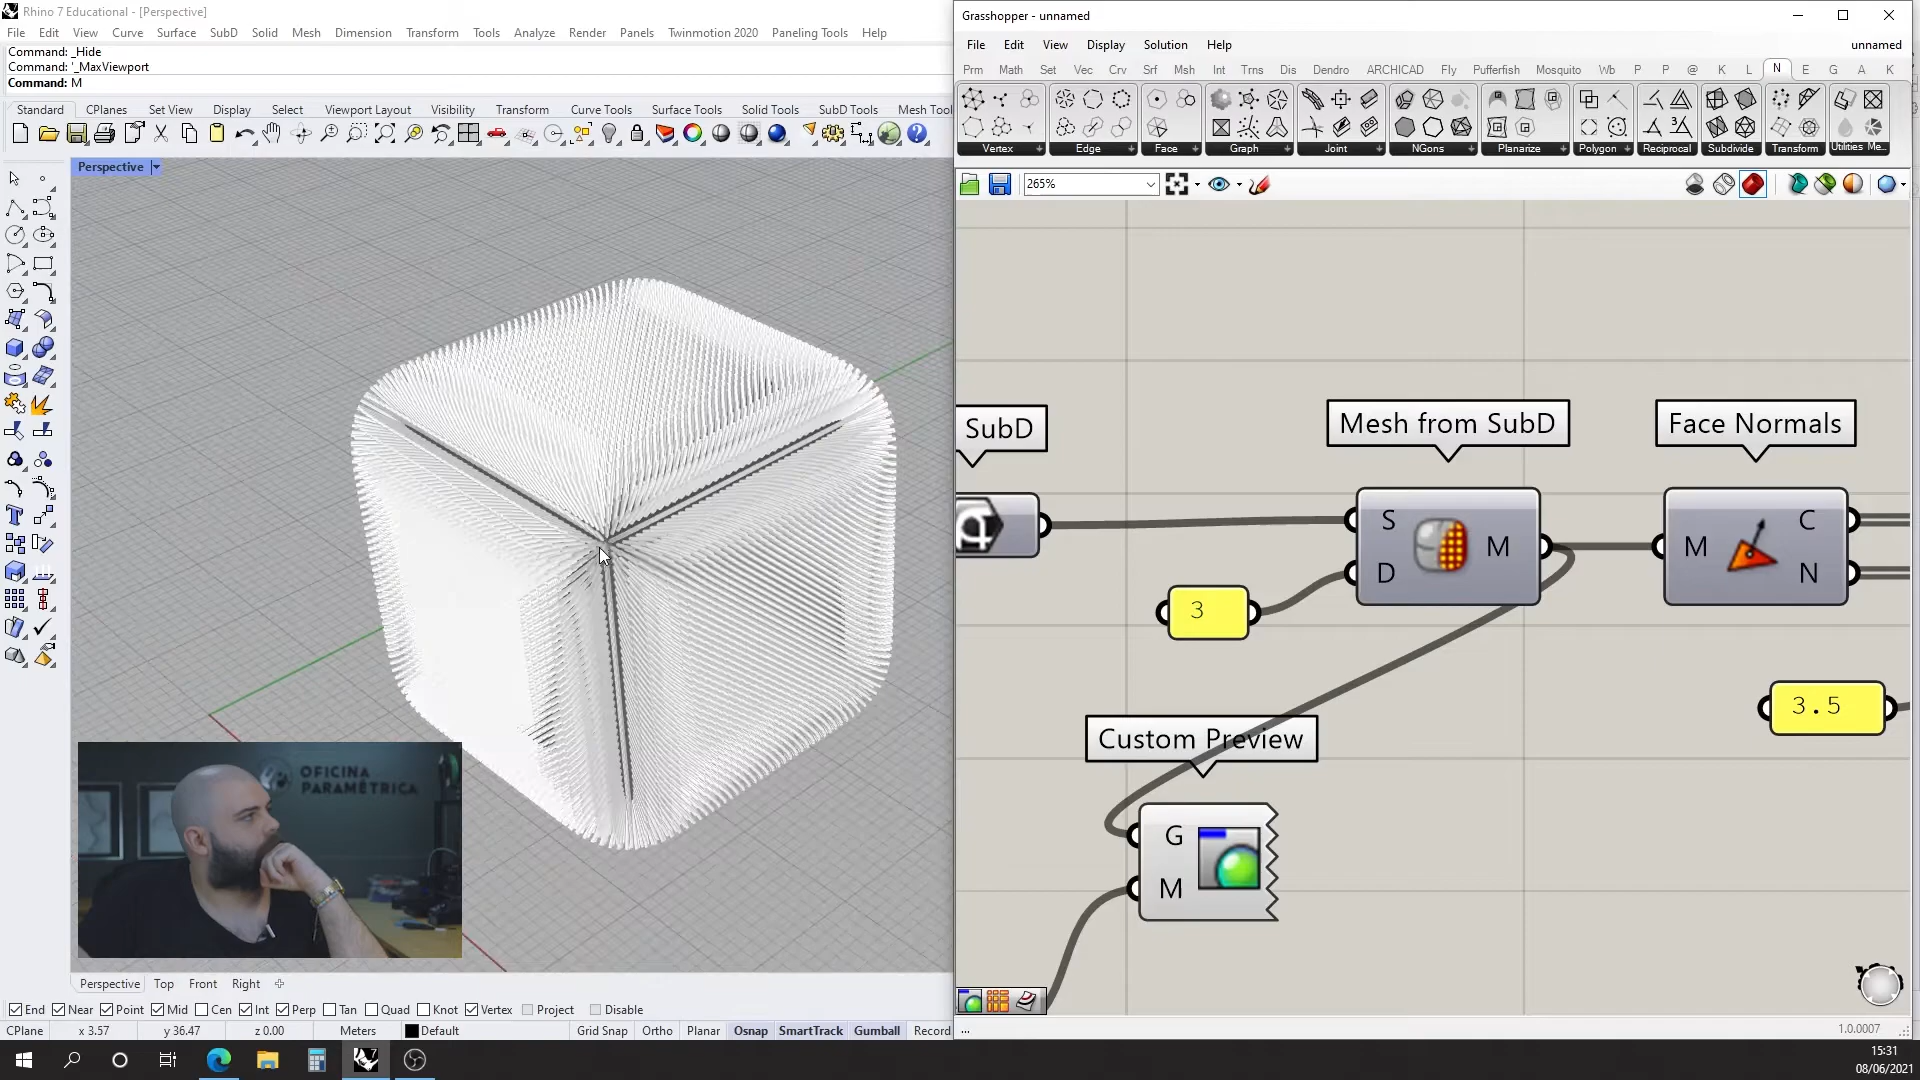 Rhino 7 Educational - [Perspective]
File Edit View Curve Surface SubD Solid Mesh Dimension Transform Tools Analyze Render Panels Twinmotion 2020 Paneling Tools Help
Command: _Hide
Command: '_MaxViewport
Command: M
Standard CPlanes Set View Display Select Viewport Layout Visibility Transform Curve Tools Surface Tools Solid Tools SubD Tools Mesh Tool
Perspective
OFICINA
PARAMÉTRICA
Perspective Top Front Right
End Near Point Mid Cen Int Perp Tan Quad Knot Vertex Project Disable
CPlane x 3.57 y 36.47 z 0.00 Meters Default Grid Snap Ortho Planar Osnap SmartTrack Gumball Record
Grasshopper - unnamed
File Edit View Display Solution Help unnamed
Prm Math Set Vec Crv Srf Msh Int Trns Dis Dendro ARCHICAD Fly Pufferfish Mosquito Wb P P @ K L N E G A K
Vertex Edge Face Graph Joint NGons Planarize Polygon Reciprocal Subdivide Transform Utilities Me...
265%
SubD
Mesh from SubD
Face Normals
S
D
M
M
C
N
3
3.5
Custom Preview
G
M
...
1.0.0007
15:31
08/06/2021